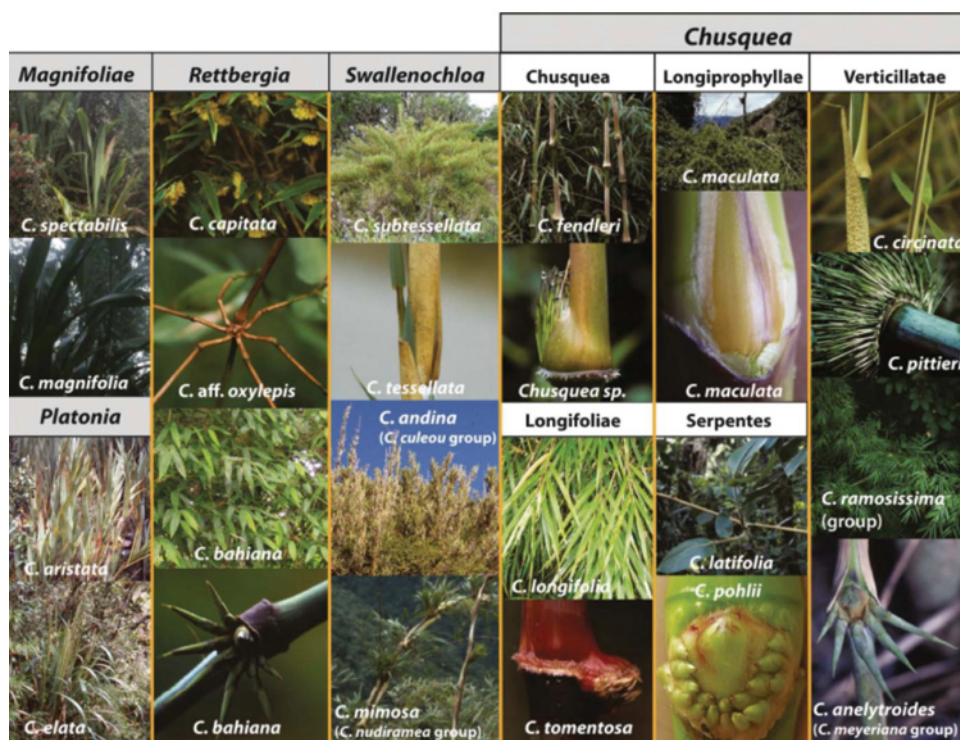 Chusquea
Magnifoliae
Rettbergia
Swallenochloa
Chusquea
Longiprophyllae
Verticillatae
C. spectabilis
C. magnifolia
Platonia
C. aristata
C. elata
C. capitata
C. aff. oxylepis
C. bahiana
C. bahiana
C. subtessellata
C. tessellata
C. andina
(C. culeou group)
C. mimosa
(C. nudiramea group)
C. fendleri
Chusquea sp.
Longifoliae
C. longifolia
C. tomentosa
C. maculata
C. maculata
Serpentes
C. latifolia
C. pohlii
C. circinata
C. pittieri
C. ramosissima
(group)
C. anelytroides
(C. meyeriana group)